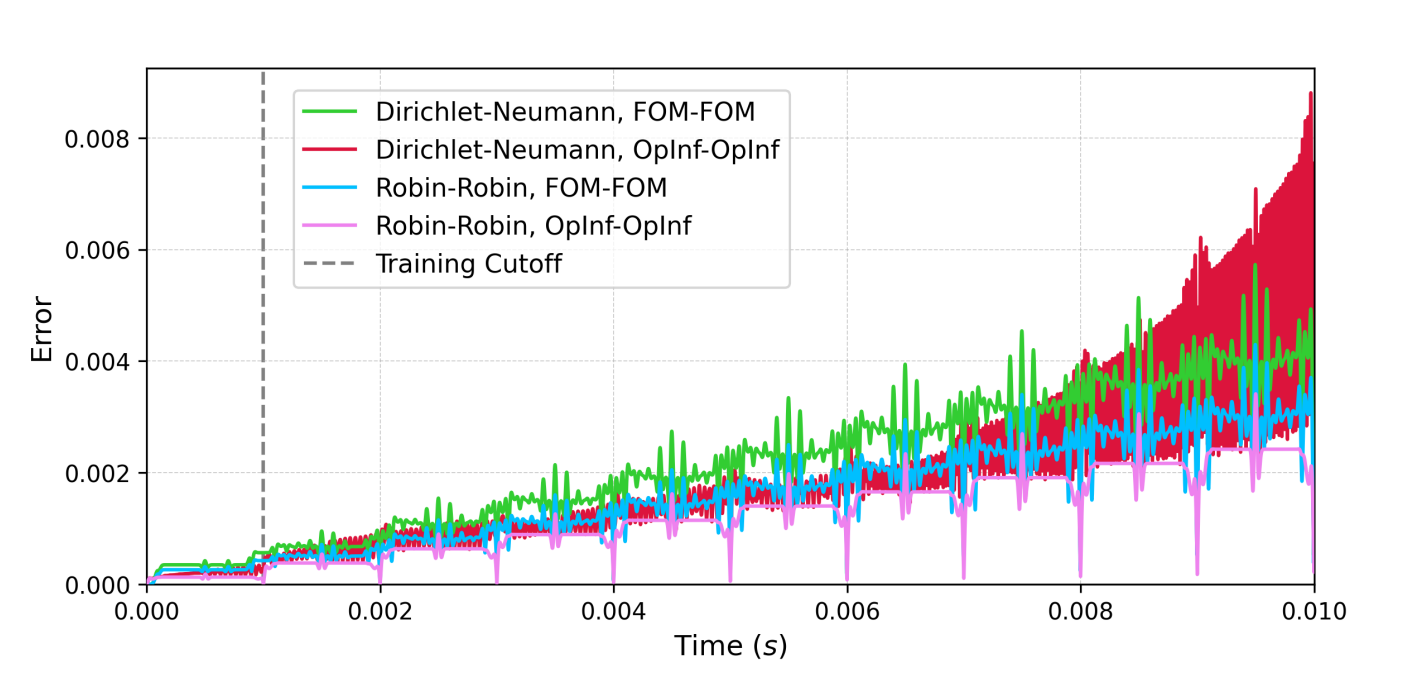 Dirichlet-Neumann, FOM-FOM
Dirichlet-Neumann, OpInf-OpInf
Robin-Robin, FOM-FOM
Robin-Robin, OpInf-OpInf
Training Cutoff
Error
0.008
0.006
0.004
0.002
0.000
0.000 0.002 0.004 0.006 0.008 0.010
Time (s)